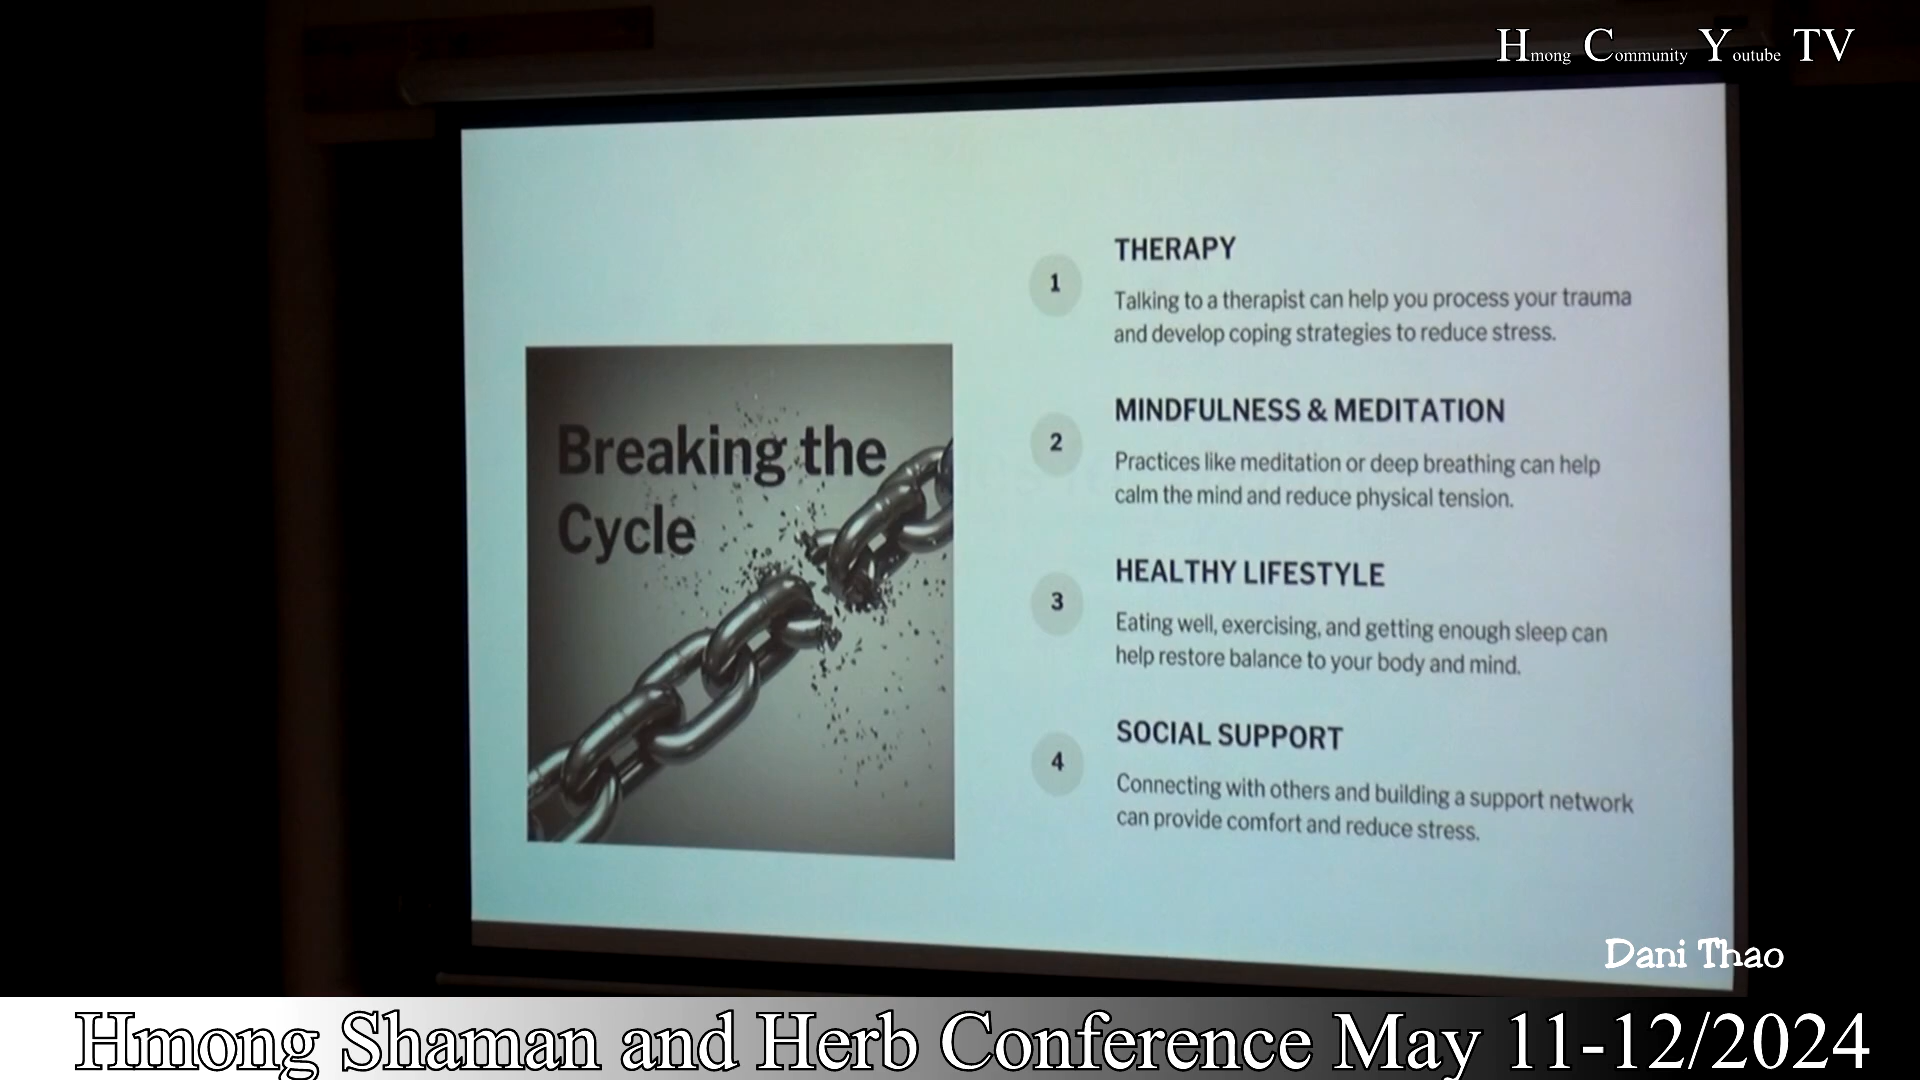 Hmong Community Youtube TV
Breaking the
Cycle
1
THERAPY
Talking to a therapist can help you process your trauma
and develop coping strategies to reduce stress.
2
MINDFULNESS & MEDITATION
Practices like meditation or deep breathing can help
calm the mind and reduce physical tension.
3
HEALTHY LIFESTYLE
Eating well, exercising, and getting enough sleep can
help restore balance to your body and mind.
4
SOCIAL SUPPORT
Connecting with others and building a support network
can provide comfort and reduce stress.
Dani Thao
Hmong Shaman and Herb Conference May 11-12/2024